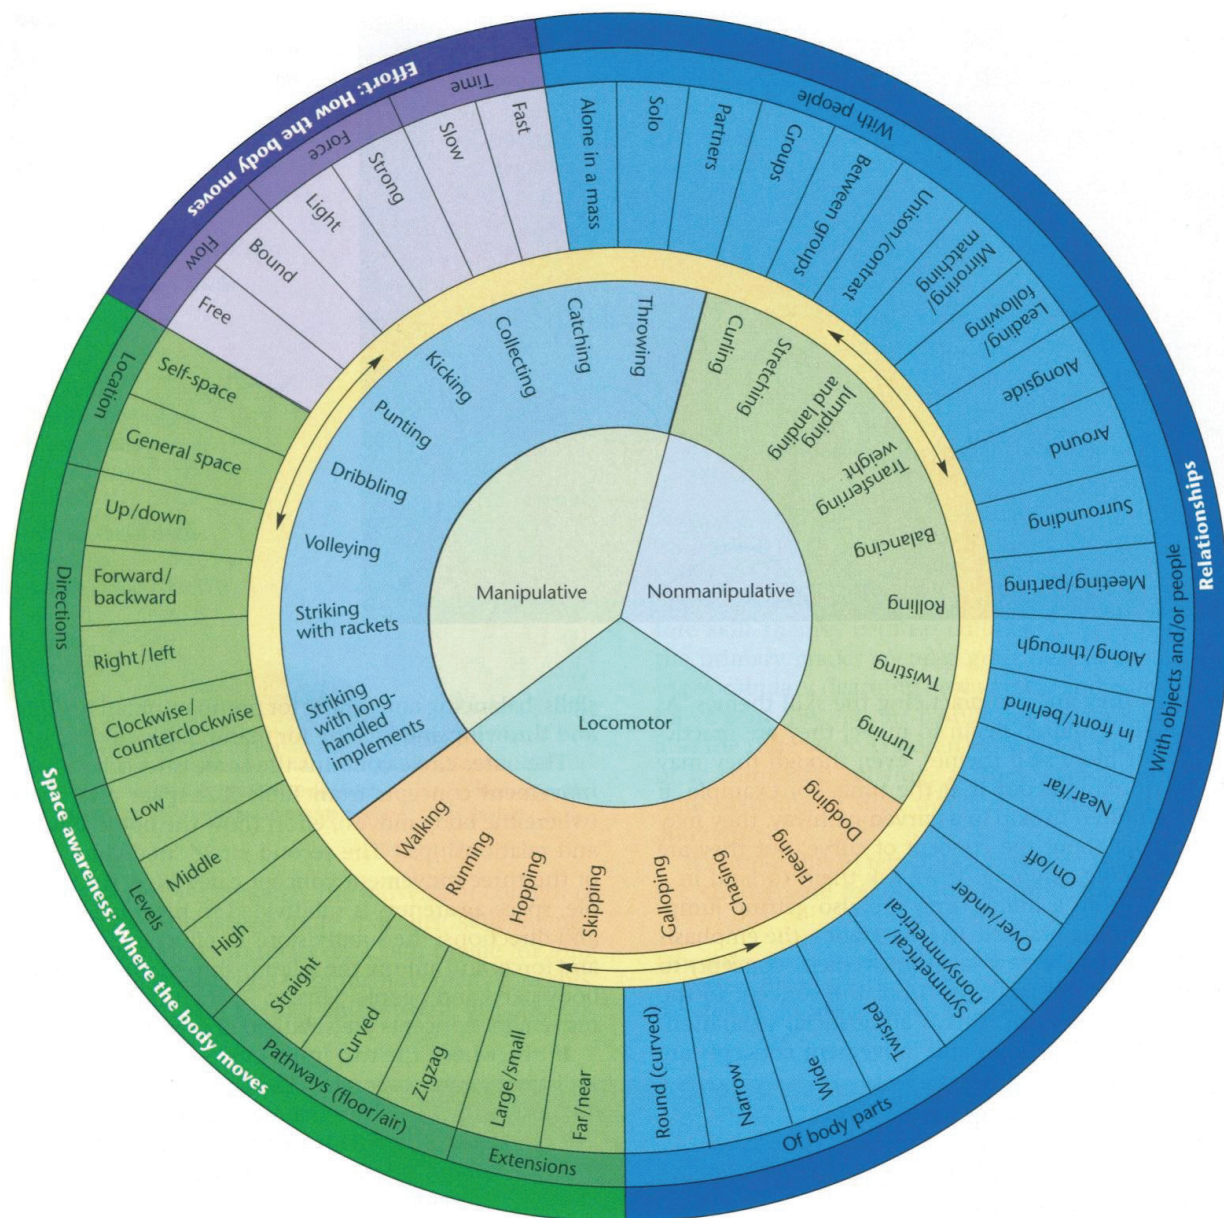 Effort: How the body moves
Time
Force
Flow
Fast
Slow
Strong
Light
Bound
Free
Relationships
With people
Alone in a mass
Solo
Partners
Groups
Between groups
Unison/contrast
Mirroring/
matching
Leading/
following
With objects and/or people
Alongside
Around
Surrounding
Meeting/parting
Along/through
In front/behind
Near/far
On/off
Over/under
Of body parts
Symmetrical/
nonsymmetrical
Twisted
Wide
Narrow
Round (curved)
Space awareness: Where the body moves
Location
Self-space
General space
Directions
Up/down
Forward/
backward
Right/left
Clockwise/
counterclockwise
Levels
Low
Middle
High
Pathways (floor/air)
Straight
Curved
Zigzag
Extensions
Large/small
Far/near
Manipulative
Throwing
Catching
Collecting
Kicking
Punting
Dribbling
Volleying
Striking
with rackets
Striking
with long-
handled
implements
Nonmanipulative
Curling
Stretching
Jumping
and landing
Transferring
weight
Balancing
Rolling
Twisting
Turning
Locomotor
Walking
Running
Hopping
Skipping
Galloping
Chasing
Fleeing
Dodging